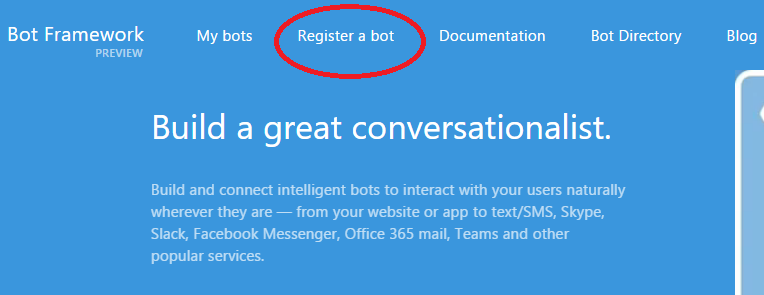 Bot Framework
PREVIEW
My bots
Register a bot
Documentation
Bot Directory
Blog
Build a great conversationalist.
Build and connect intelligent bots to interact with your users naturally
wherever they are — from your website or app to text/SMS, Skype,
Slack, Facebook Messenger, Office 365 mail, Teams and other
popular services.